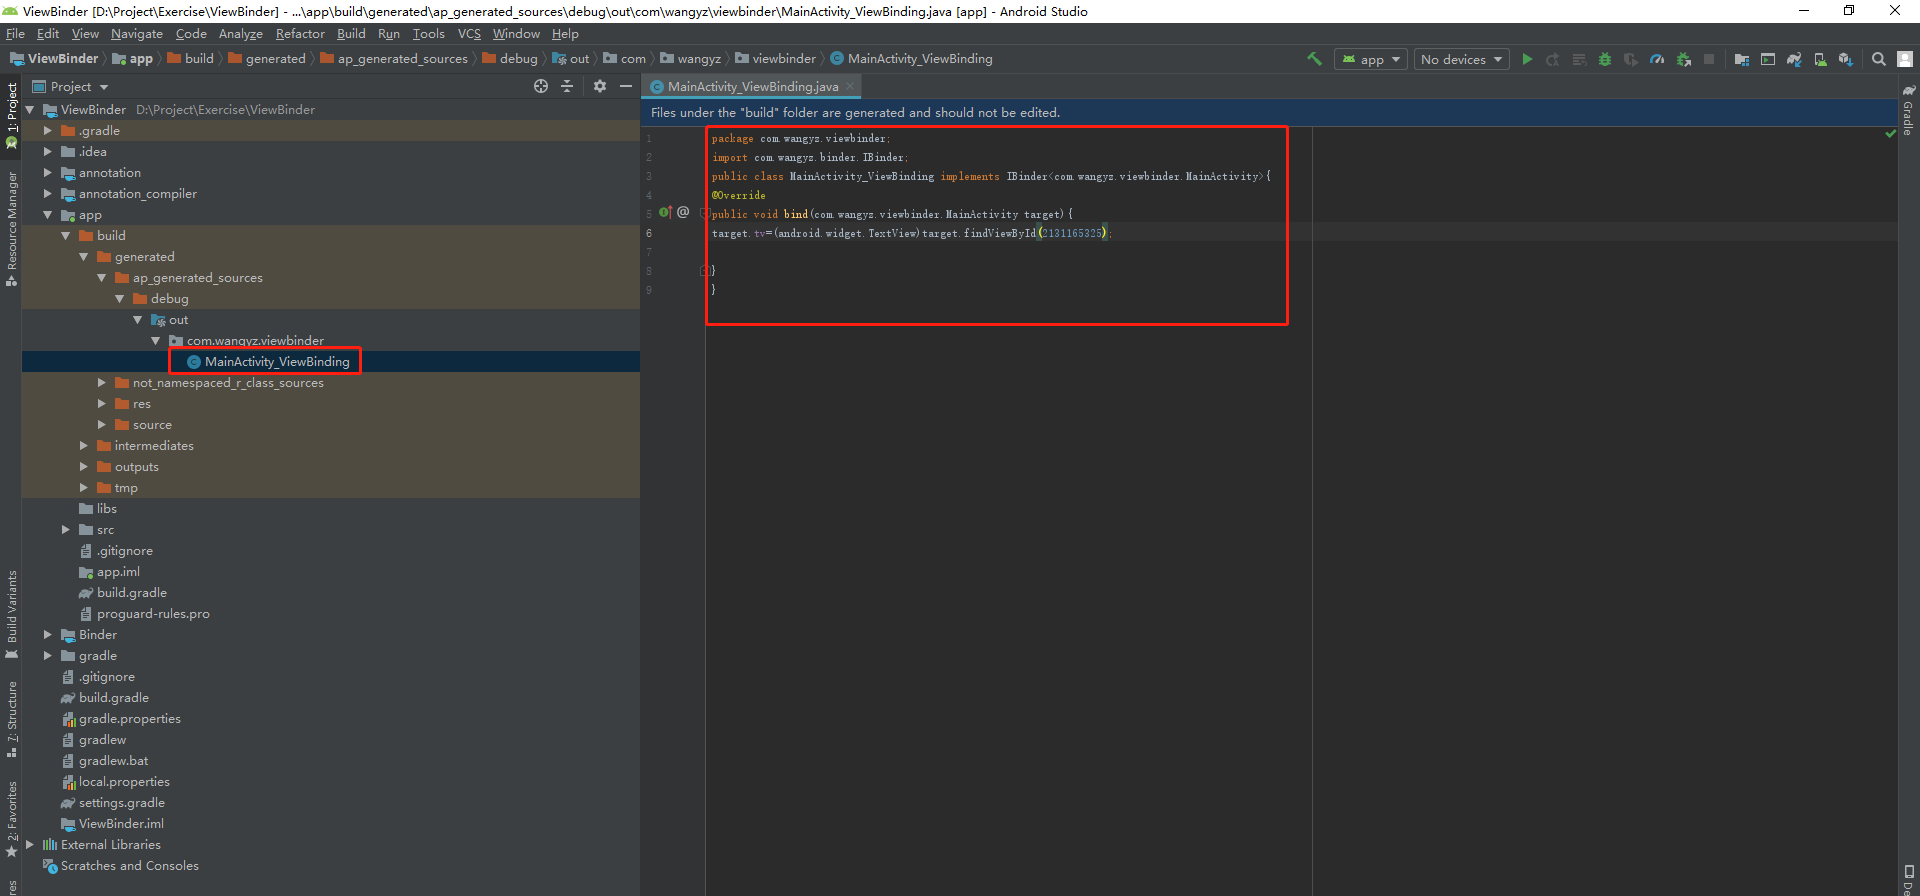 ViewBinder [D:\Project\Exercise\ViewBinder] - ...\app\build\generated\ap_generated_sources\debug\out\com\wangyz\viewbinder\MainActivity_ViewBinding.java [app] - Android Studio
File Edit View Navigate Code Analyze Refactor Build Run Tools VCS Window Help
ViewBinder app build generated ap_generated_sources debug out com wangyz viewbinder MainActivity_ViewBinding app No devices
Project
MainActivity_ViewBinding.java
Files under the "build" folder are generated and should not be edited.
1 package com.wangyz.viewbinder;
2 import com.wangyz.binder.IBinder;
3 public class MainActivity_ViewBinding implements IBinder<com.wangyz.viewbinder.MainActivity>{
4 @Override
5 public void bind(com.wangyz.viewbinder.MainActivity target){
6 target.tv=(android.widget.TextView)target.findViewById(2131165325);
7
8 }
9 }
ViewBinder D:\Project\Exercise\ViewBinder
.gradle
.idea
annotation
annotation_compiler
app
build
generated
ap_generated_sources
debug
out
com.wangyz.viewbinder
MainActivity_ViewBinding
not_namespaced_r_class_sources
res
source
intermediates
outputs
tmp
libs
src
.gitignore
app.iml
build.gradle
proguard-rules.pro
Binder
gradle
.gitignore
build.gradle
gradle.properties
gradlew
gradlew.bat
local.properties
settings.gradle
ViewBinder.iml
External Libraries
Scratches and Consoles
1: Project
Resource Manager
Build Variants
7: Structure
2: Favorites
Gradle